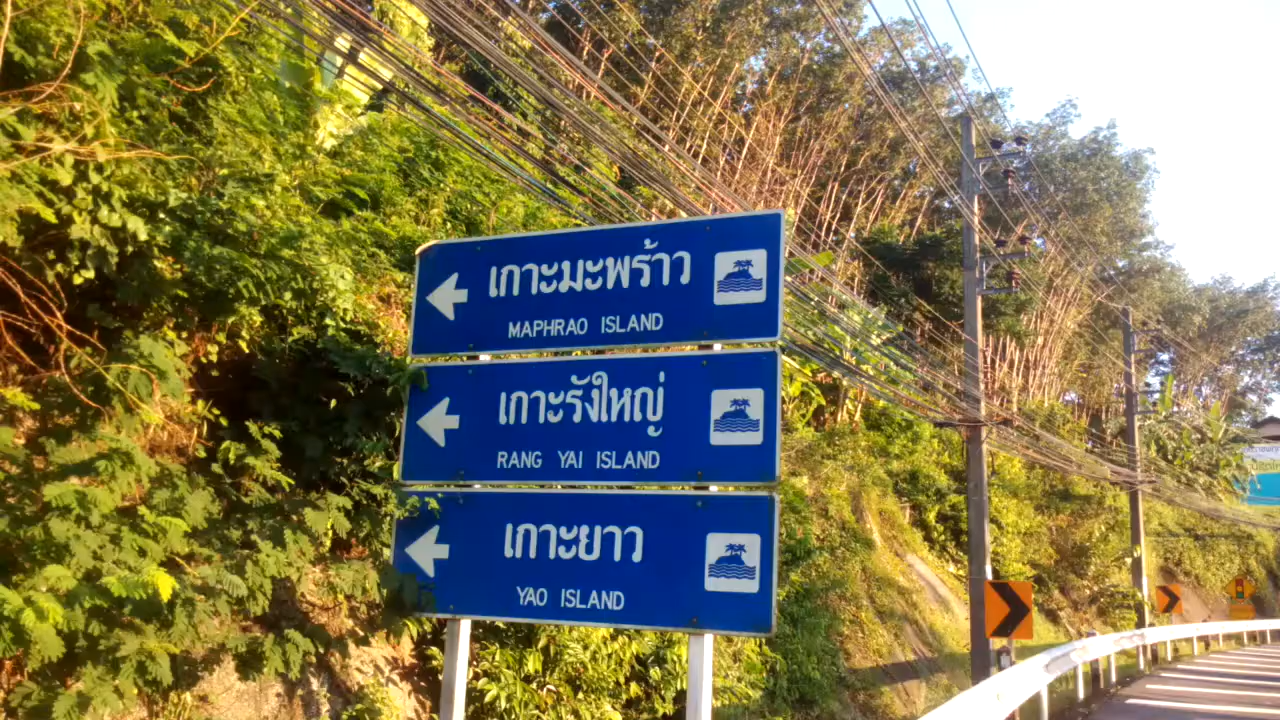 เกาะมะพร้าว
MAPHRAO ISLAND
เกาะรังใหญ่
RANG YAI ISLAND
เกาะยาว
YAO ISLAND